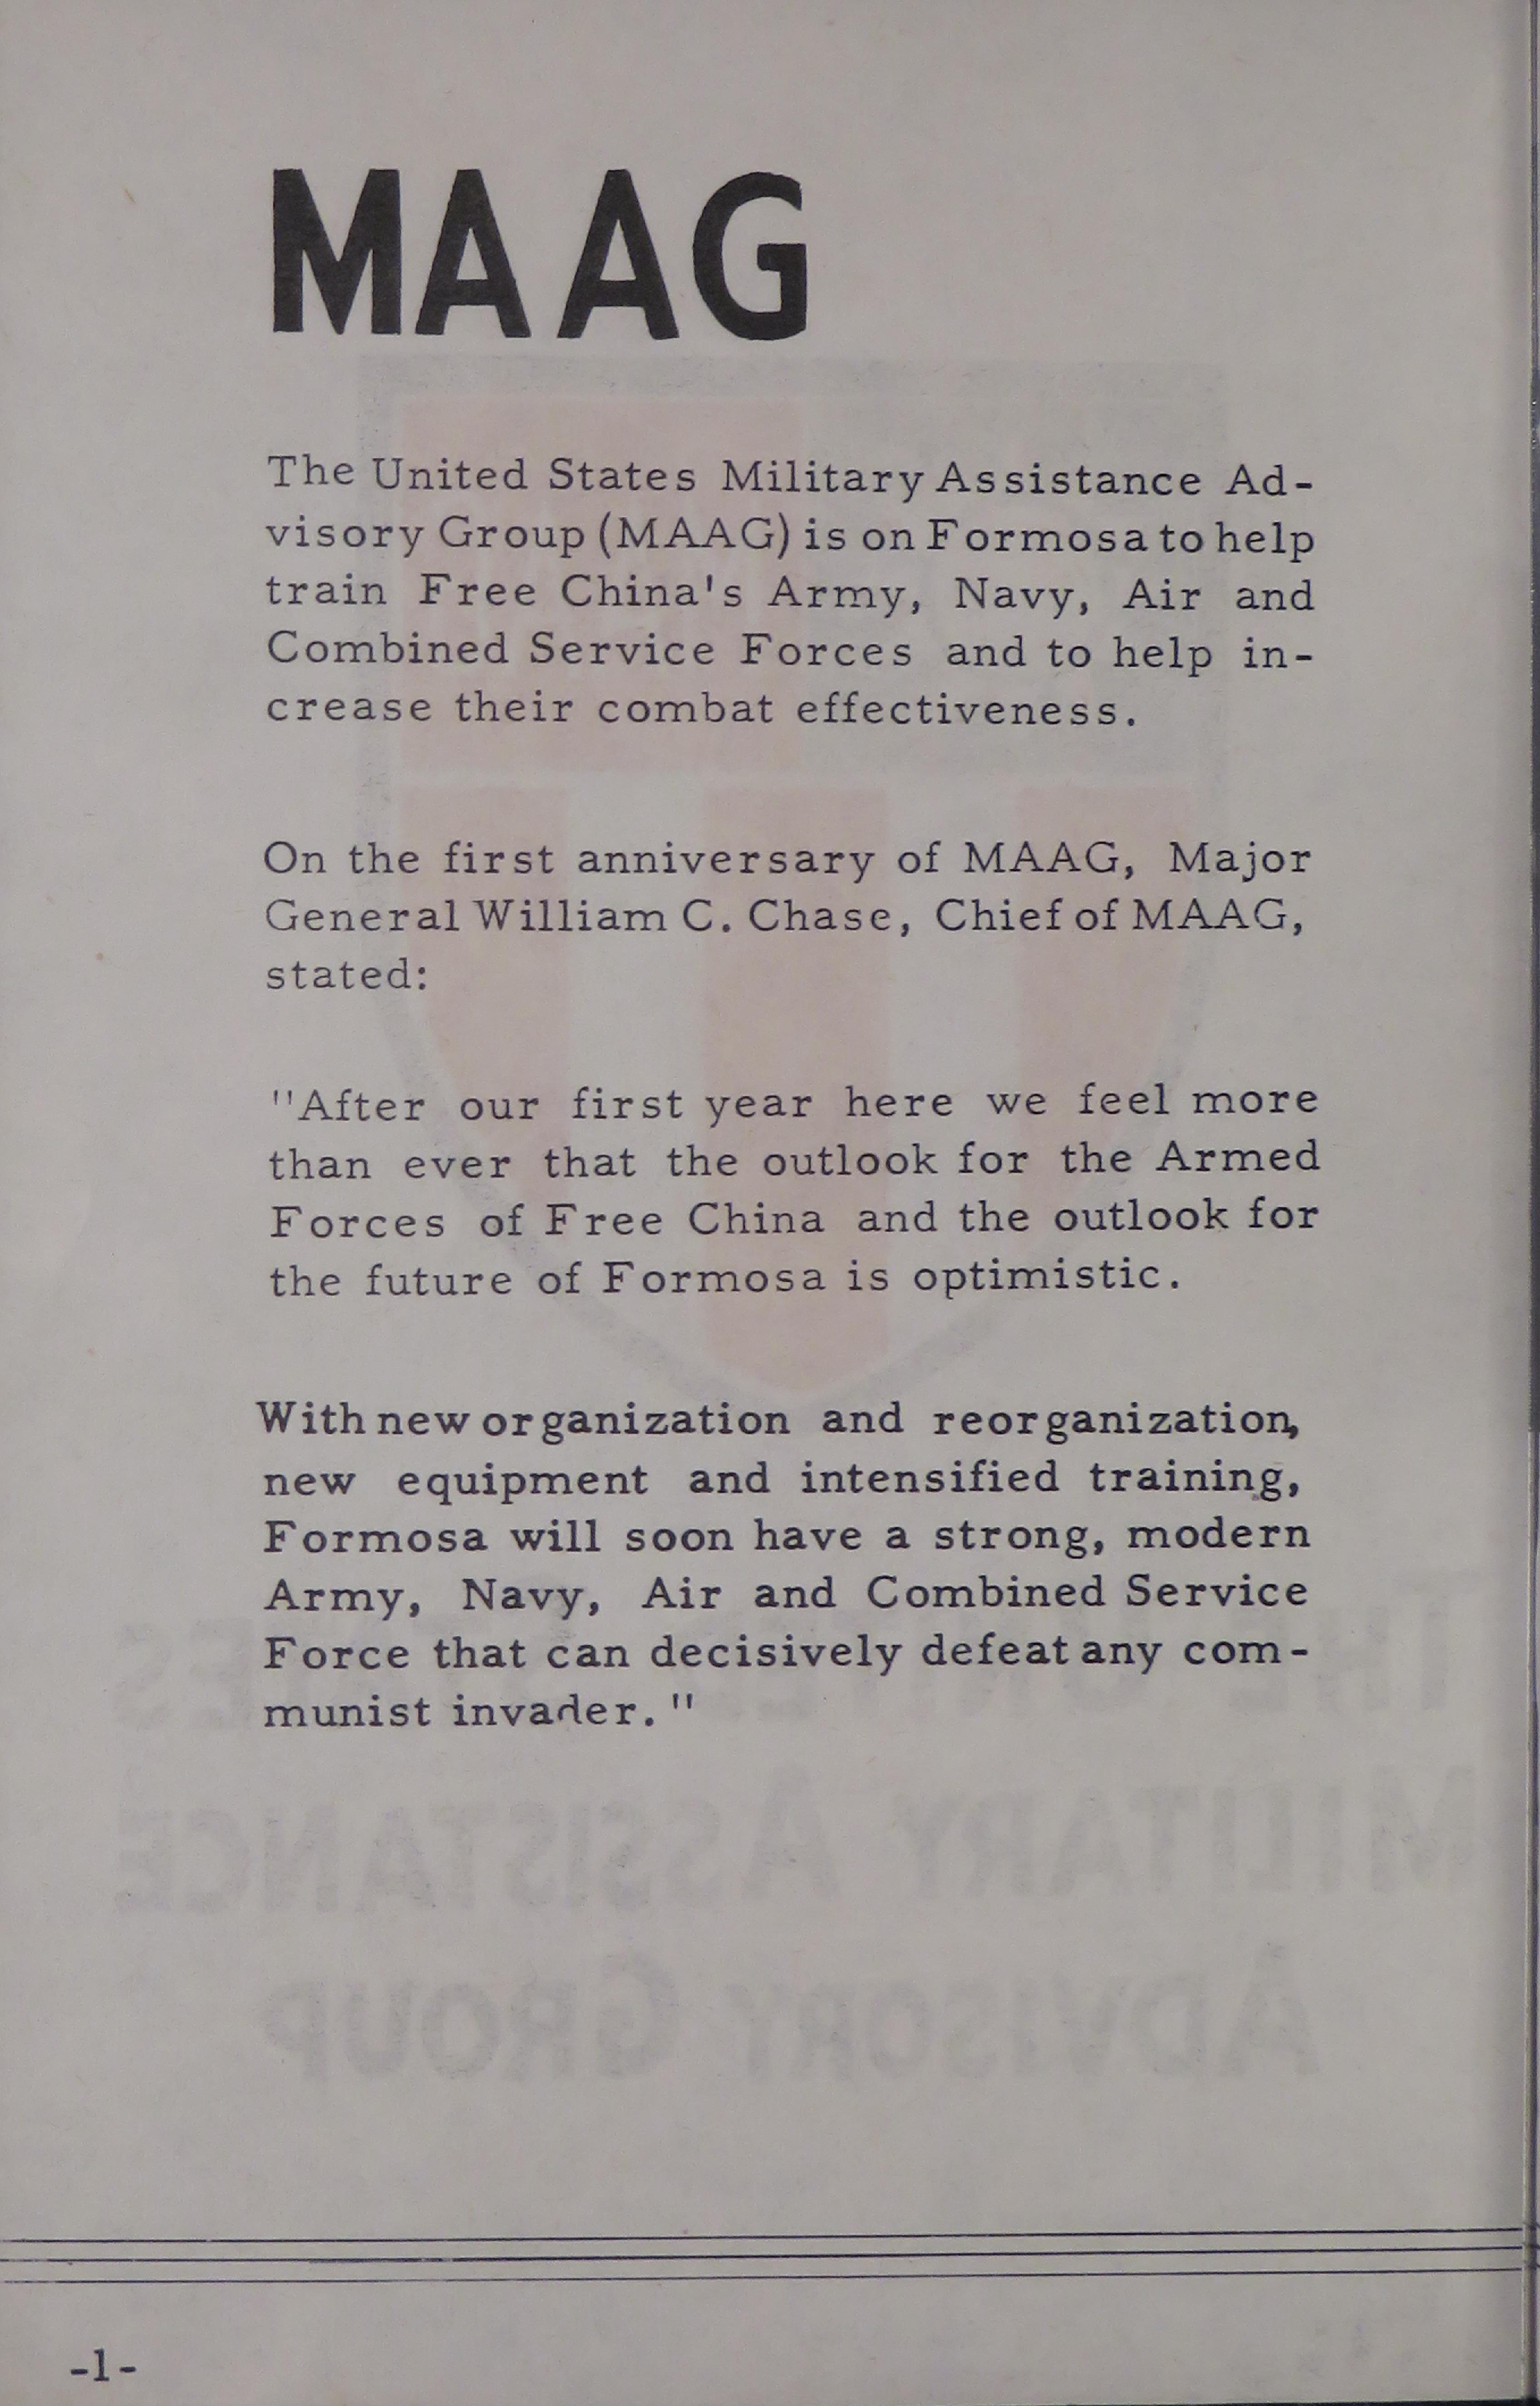 MAAG
The United States Military Assistance Ad-
visory Group (MAAG) is on Formosa to help
train Free China's Army, Navy, Air and
Combined Service Forces and to help in-
crease their combat effectiveness.
On the first anniversary of MAAG, Major
General William C. Chase, Chief of MAAG,
stated:
"After our first year here we feel more
than ever that the outlook for the Armed
Forces of Free China and the outlook for
the future of Formosa is optimistic.
With new organization and reorganization,
new equipment and intensified training,
Formosa will soon have a strong, modern
Army, Navy, Air and Combined Service
Force that can decisively defeat any com-
munist invader."
MILITARY ASSISTANCE
ADVISORY GROUP
-1-